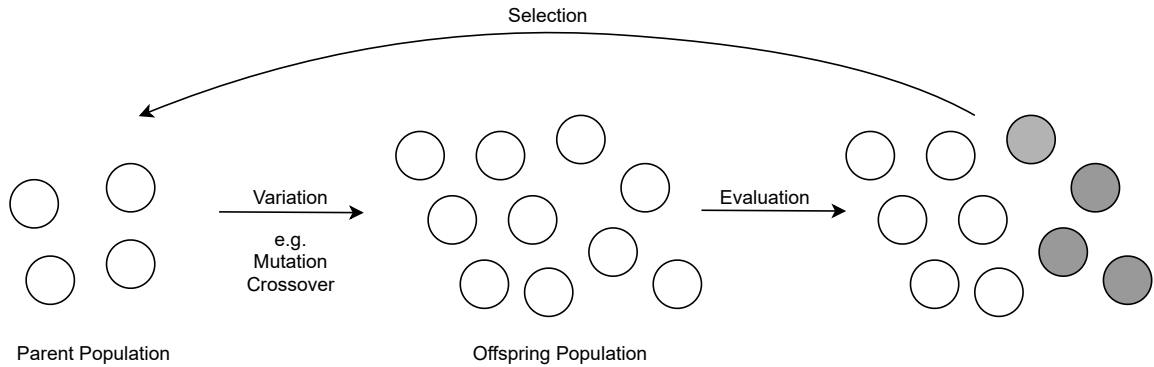 Selection
Variation
e.g.
Mutation
Crossover
Evaluation
Parent Population
Offspring Population